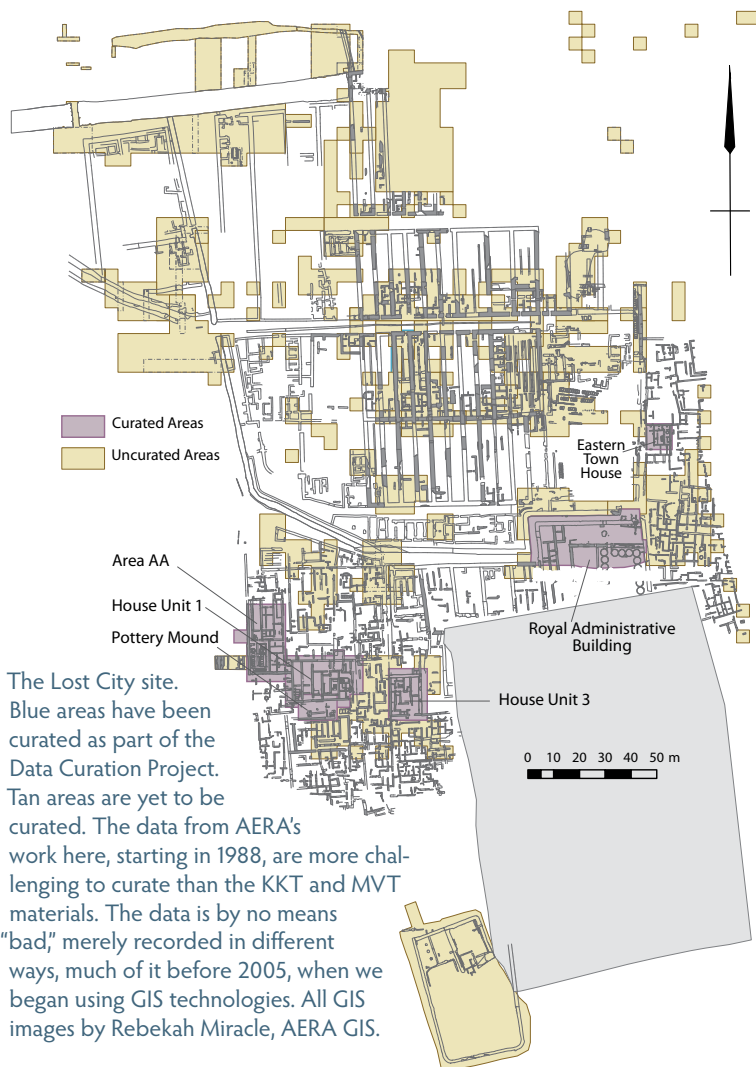 Curated Areas
Uncurated Areas
Eastern
Town
House
Area AA
House Unit 1
Pottery Mound
Royal Administrative
Building
House Unit 3
0 10 20 30 40 50 m
The Lost City site.
Blue areas have been
curated as part of the
Data Curation Project.
Tan areas are yet to be
curated. The data from AERA’s
work here, starting in 1988, are more chal-
lenging to curate than the KKT and MVT
materials. The data is by no means
“bad,” merely recorded in different
ways, much of it before 2005, when we
began using GIS technologies. All GIS
images by Rebekah Miracle, AERA GIS.